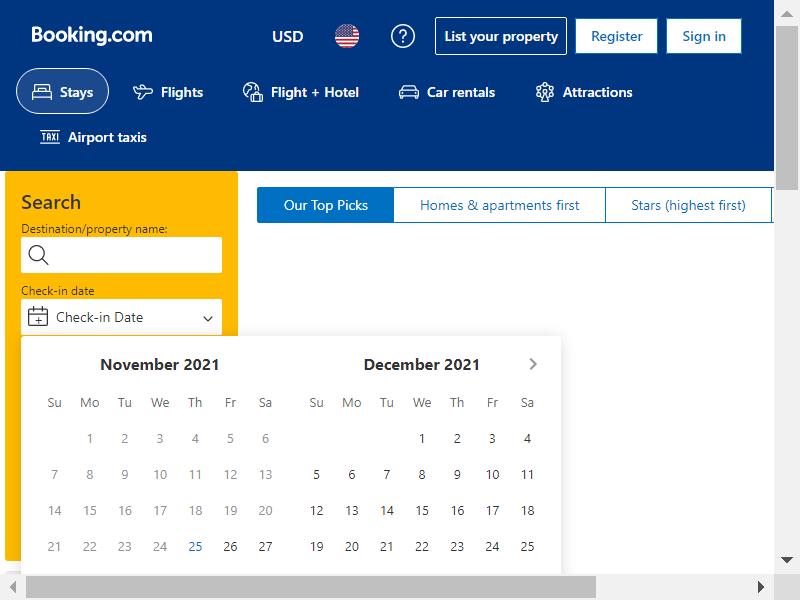 Booking.com
USD
?
List your property
Register
Sign in
Stays
Flights
Flight + Hotel
Car rentals
Attractions
TAXI Airport taxis
Search
Destination/property name:
Check-in date
Check-in Date
Our Top Picks
Homes & apartments first
Stars (highest first)
November 2021
Su Mo Tu We Th Fr Sa
1 2 3 4 5 6
7 8 9 10 11 12 13
14 15 16 17 18 19 20
21 22 23 24 25 26 27
December 2021
Su Mo Tu We Th Fr Sa
1 2 3 4
5 6 7 8 9 10 11
12 13 14 15 16 17 18
19 20 21 22 23 24 25